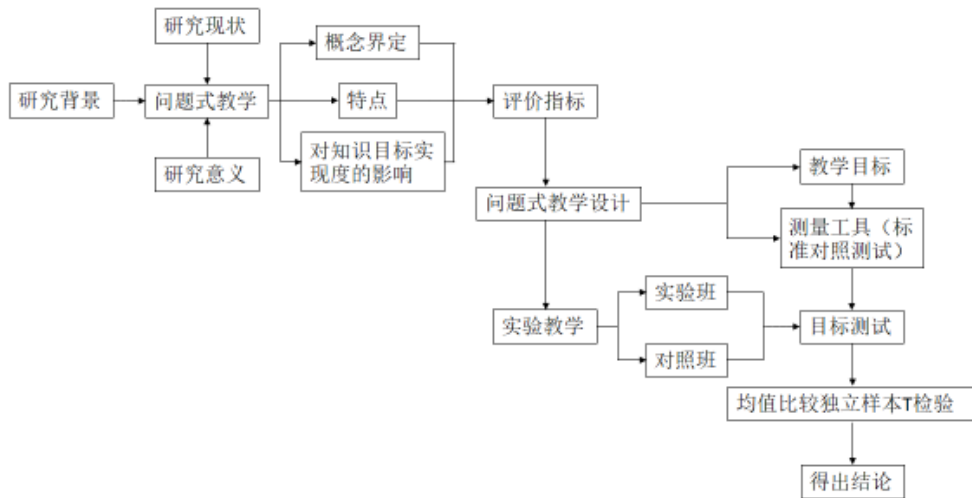 研究现状
概念界定
研究背景
问题式教学
特点
评价指标
研究意义
对知识目标实
现度的影响
教学目标
问题式教学设计
测量工具（标
准对照测试）
实验班
实验教学
目标测试
对照班
均值比较独立样本T检验
得出结论